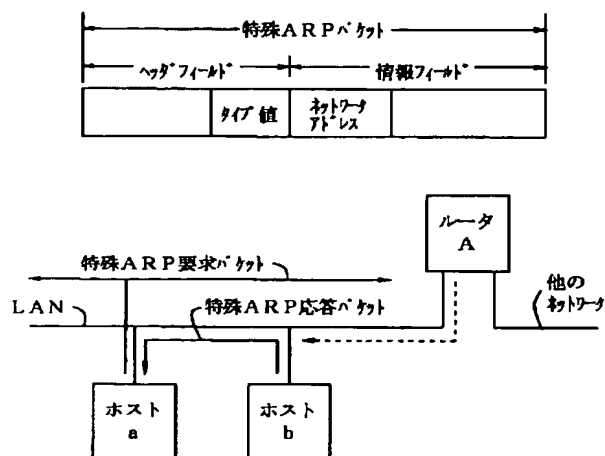 特殊ARPパケット
ヘッダフィールド
情報フィールド
タイプ値
ネットワーク
アドレス
ルータ
A
特殊ARP要求パケット
LAN
特殊ARP応答パケット
他の
ネットワーク
ホスト
a
ホスト
b